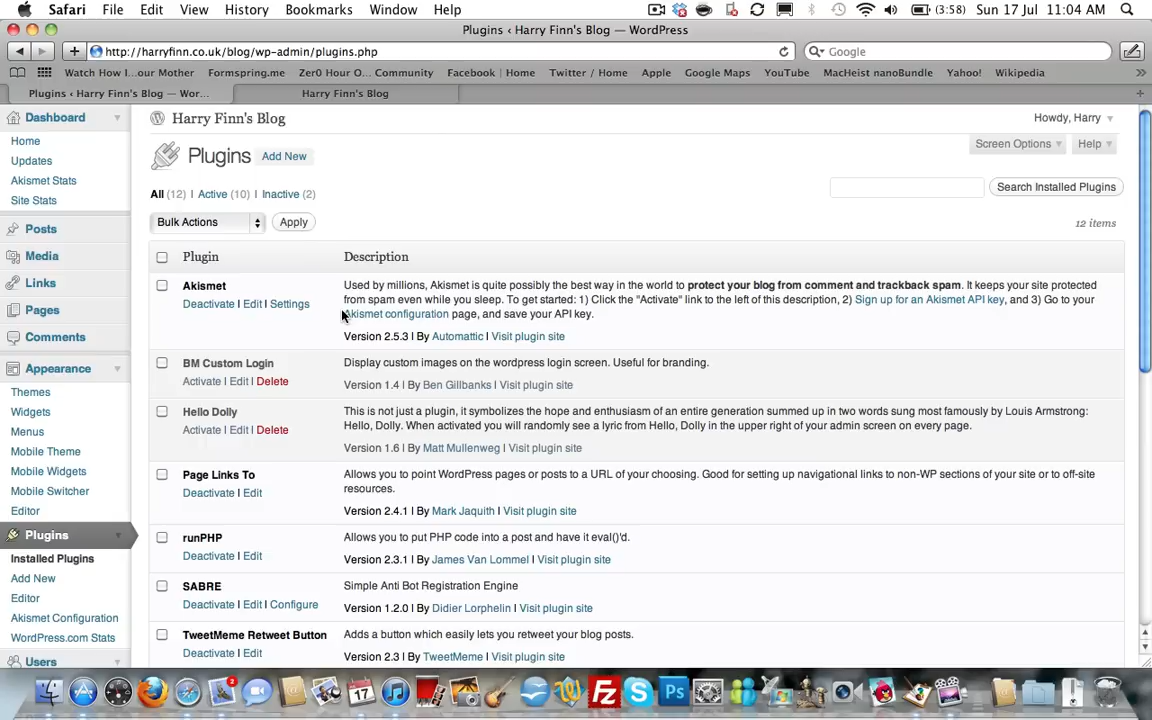 Safari File Edit View History Bookmarks Window Help (3:58) Sun 17 Jul 11:04 AM
Plugins ‹ Harry Finn's Blog — WordPress
http://harryfinn.co.uk/blog/wp-admin/plugins.php Google
Watch How I...our Mother Formspring.me Zer0 Hour O... Community Facebook | Home Twitter / Home Apple Google Maps YouTube MacHeist nanoBundle Yahoo! Wikipedia
Plugins ‹ Harry Finn's Blog — Wor... Harry Finn's Blog
Dashboard
Home
Updates
Akismet Stats
Site Stats
Posts
Media
Links
Pages
Comments
Appearance
Themes
Widgets
Menus
Mobile Theme
Mobile Widgets
Mobile Switcher
Editor
Plugins
Installed Plugins
Add New
Editor
Akismet Configuration
WordPress.com Stats
Users
Harry Finn's Blog Howdy, Harry
Plugins Add New Screen Options Help
All (12) | Active (10) | Inactive (2) Search Installed Plugins
Bulk Actions Apply 12 items
Plugin Description
Akismet
Deactivate | Edit | Settings
Used by millions, Akismet is quite possibly the best way in the world to protect your blog from comment and trackback spam. It keeps your site protected
from spam even while you sleep. To get started: 1) Click the "Activate" link to the left of this description, 2) Sign up for an Akismet API key, and 3) Go to your
Akismet configuration page, and save your API key.
Version 2.5.3 | By Automattic | Visit plugin site
BM Custom Login
Activate | Edit | Delete
Display custom images on the wordpress login screen. Useful for branding.
Version 1.4 | By Ben Gillbanks | Visit plugin site
Hello Dolly
Activate | Edit | Delete
This is not just a plugin, it symbolizes the hope and enthusiasm of an entire generation summed up in two words sung most famously by Louis Armstrong:
Hello, Dolly. When activated you will randomly see a lyric from Hello, Dolly in the upper right of your admin screen on every page.
Version 1.6 | By Matt Mullenweg | Visit plugin site
Page Links To
Deactivate | Edit
Allows you to point WordPress pages or posts to a URL of your choosing. Good for setting up navigational links to non-WP sections of your site or to off-site
resources.
Version 2.4.1 | By Mark Jaquith | Visit plugin site
runPHP
Deactivate | Edit
Allows you to put PHP code into a post and have it eval()'d.
Version 2.3.1 | By James Van Lommel | Visit plugin site
SABRE
Deactivate | Edit | Configure
Simple Anti Bot Registration Engine
Version 1.2.0 | By Didier Lorphelin | Visit plugin site
TweetMeme Retweet Button
Deactivate | Edit
Adds a button which easily lets you retweet your blog posts.
Version 2.3 | By TweetMeme | Visit plugin site
2
17
Fz
S
Ps